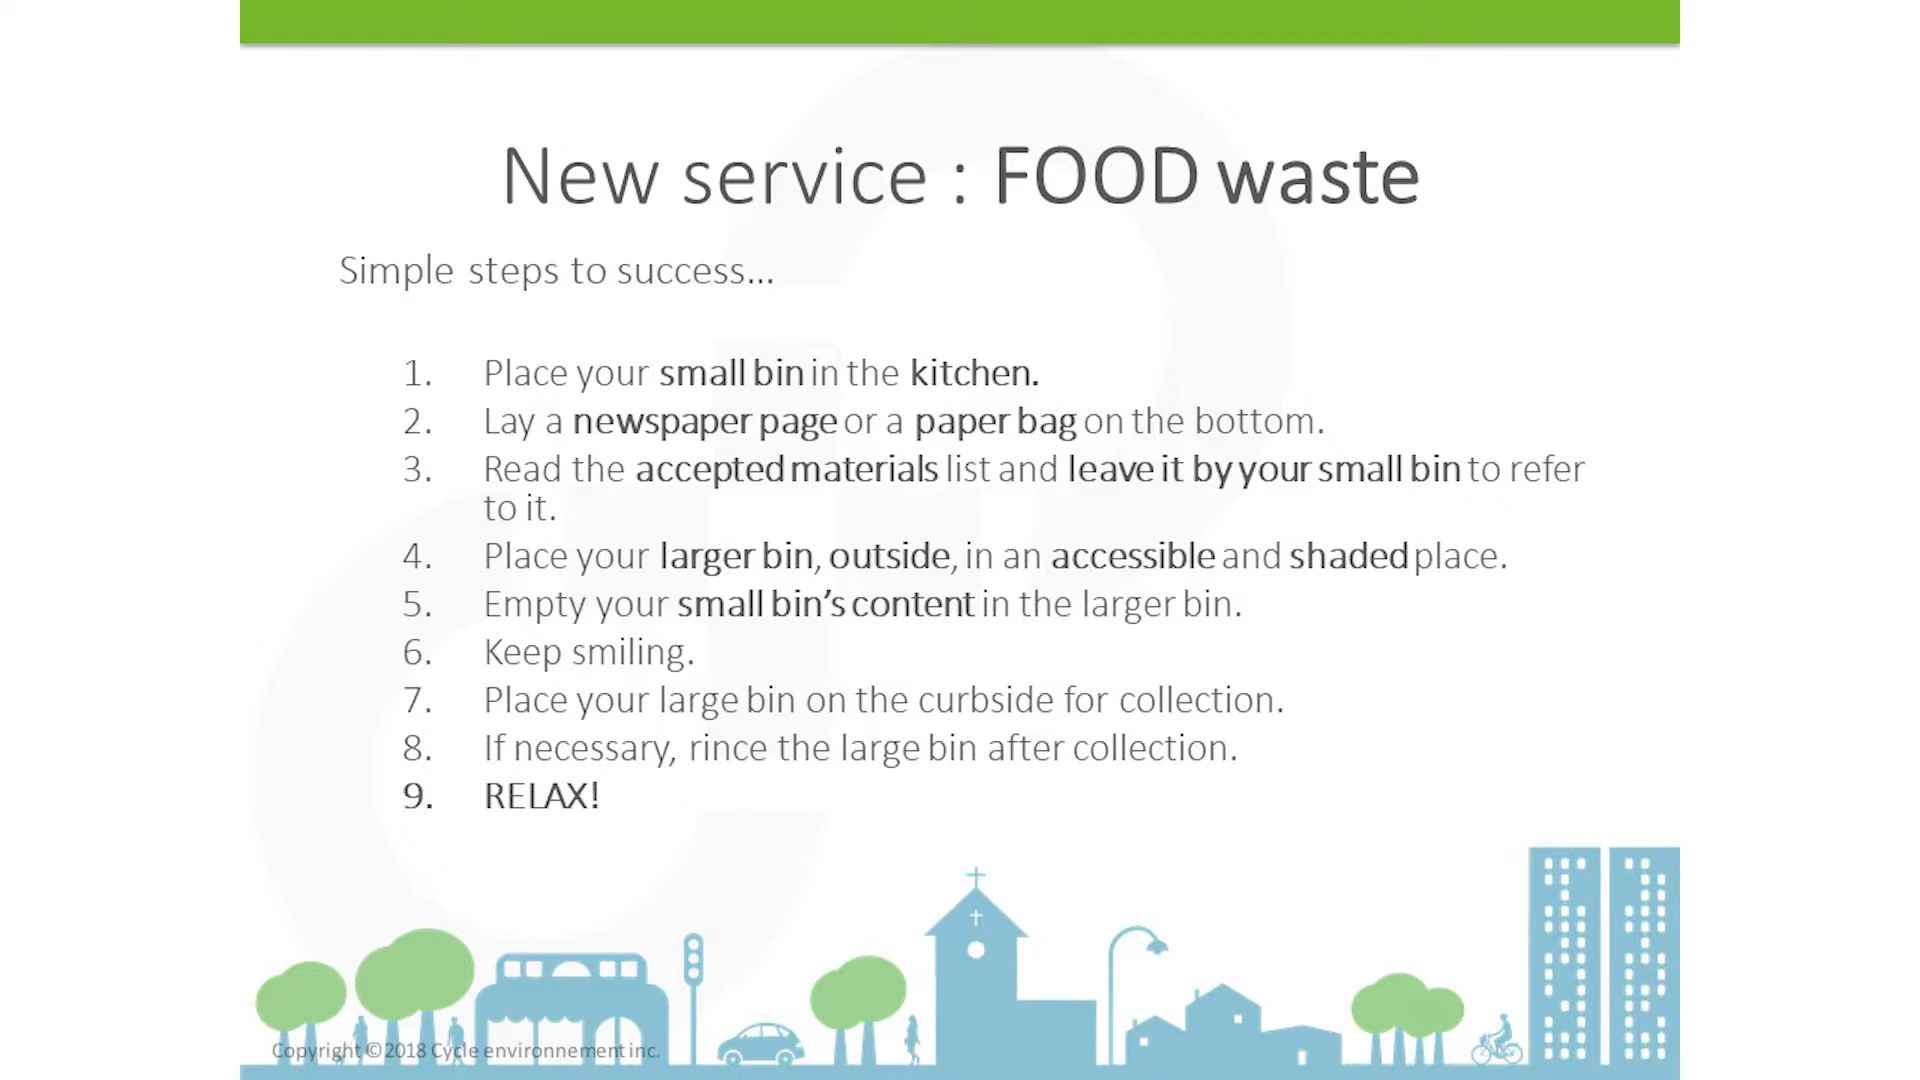 New service : FOOD waste
Simple steps to success…
1. Place your small bin in the kitchen.
2. Lay a newspaper page or a paper bag on the bottom.
3. Read the accepted materials list and leave it by your small bin to refer
to it.
4. Place your larger bin, outside, in an accessible and shaded place.
5. Empty your small bin’s content in the larger bin.
6. Keep smiling.
7. Place your large bin on the curbside for collection.
8. If necessary, rince the large bin after collection.
9. RELAX!
Copyright ©2018 Cycle environnement inc.